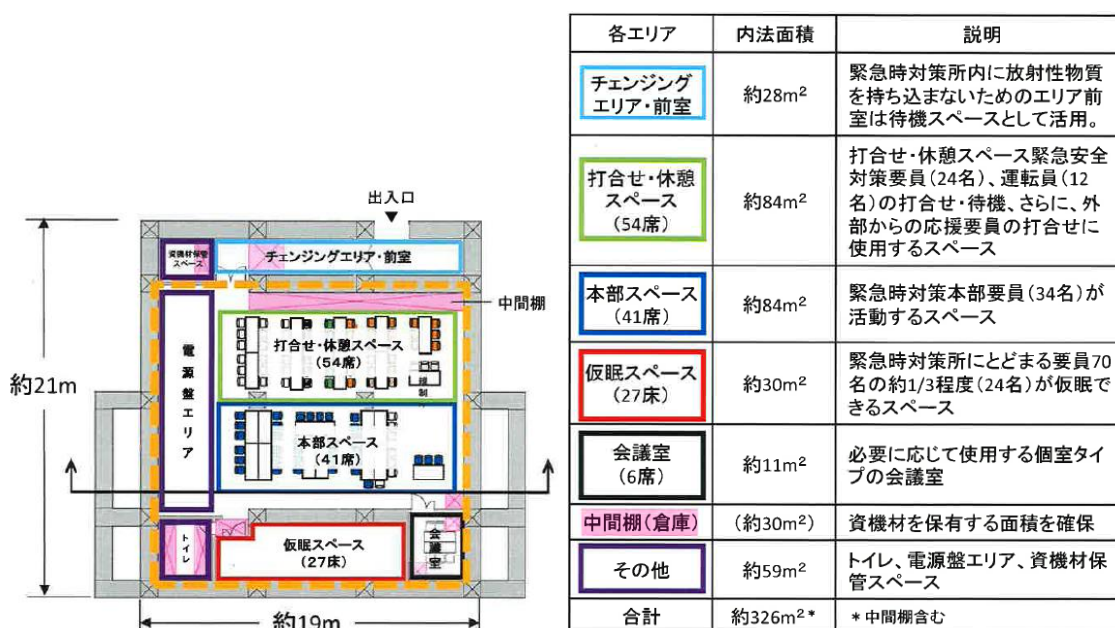 出入口
資機材保管
スペース
チェンジングエリア・前室
中間棚
打合せ・休憩スペース
(54席)
電源盤エリア
規制
約21m
本部スペース
(41席)
トイレ
仮眠スペース
(27床)
会議室
約19m
各エリア 内法面積 説明
チェンジング
エリア・前室
約28m²
緊急時対策所内に放射性物質
を持ち込まないためのエリア前
室は待機スペースとして活用。
打合せ・休憩
スペース
(54席)
約84m²
打合せ・休憩スペース緊急安全
対策要員(24名)、運転員(12
名)の打合せ・待機、さらに、外
部からの応援要員の打合せに
使用するスペース
本部スペース
(41席)
約84m²
緊急時対策本部要員(34名)が
活動するスペース
仮眠スペース
(27床)
約30m²
緊急時対策所にとどまる要員70
名の約1/3程度(24名)が仮眠で
きるスペース
会議室
(6席)
約11m²
必要に応じて使用する個室タイ
プの会議室
中間棚(倉庫) (約30m²) 資機材を保有する面積を確保
その他
約59m²
トイレ、電源盤エリア、資機材保
管スペース
合計 約326m²* *中間棚含む